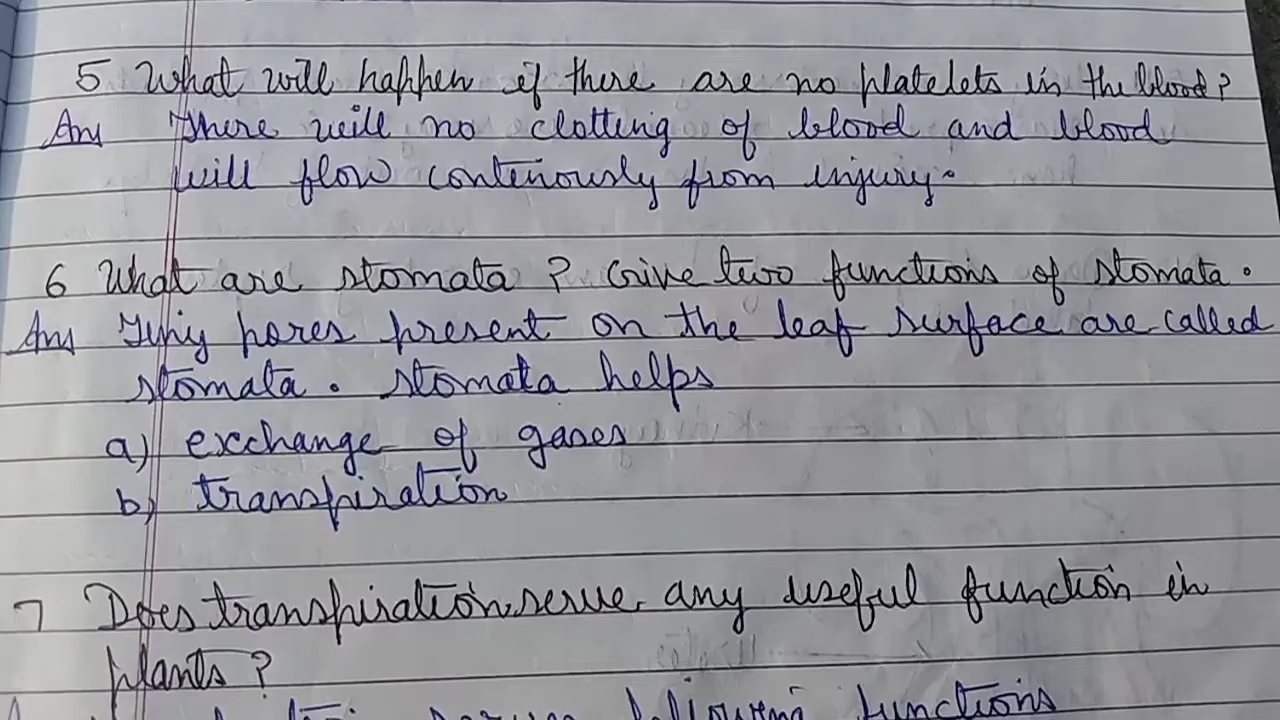 5 What will happen if there are no platelets in the blood?
Ans There will no clotting of blood and blood
will flow contenously from injury.
6 What are stomata? Give two functions of stomata.
Ans Tiny pores present on the leaf surface are called
stomata. stomata helps
a) exchange of gases
b) transpiration
7 Does transpiration serve any useful function in
plants?
following functions